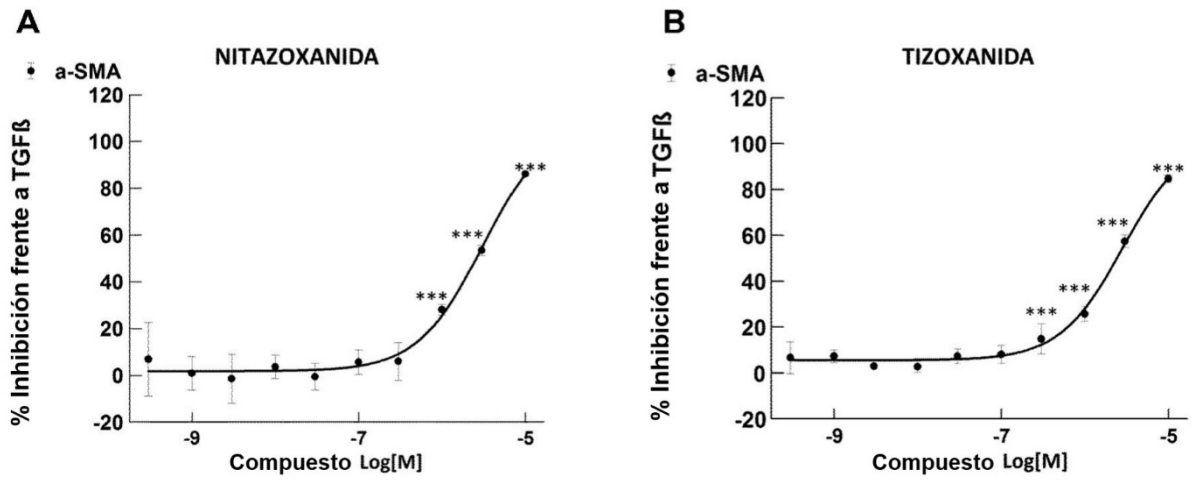 A
NITAZOXANIDA
a-SMA
% Inhibición frente a TGFß
120
100
80
60
40
20
0
-20
***
***
***
-9
-7
-5
Compuesto Log[M]
B
TIZOXANIDA
a-SMA
% Inhibición frente a TGFß
120
100
80
60
40
20
0
-20
***
***
***
***
-9
-7
-5
Compuesto Log[M]